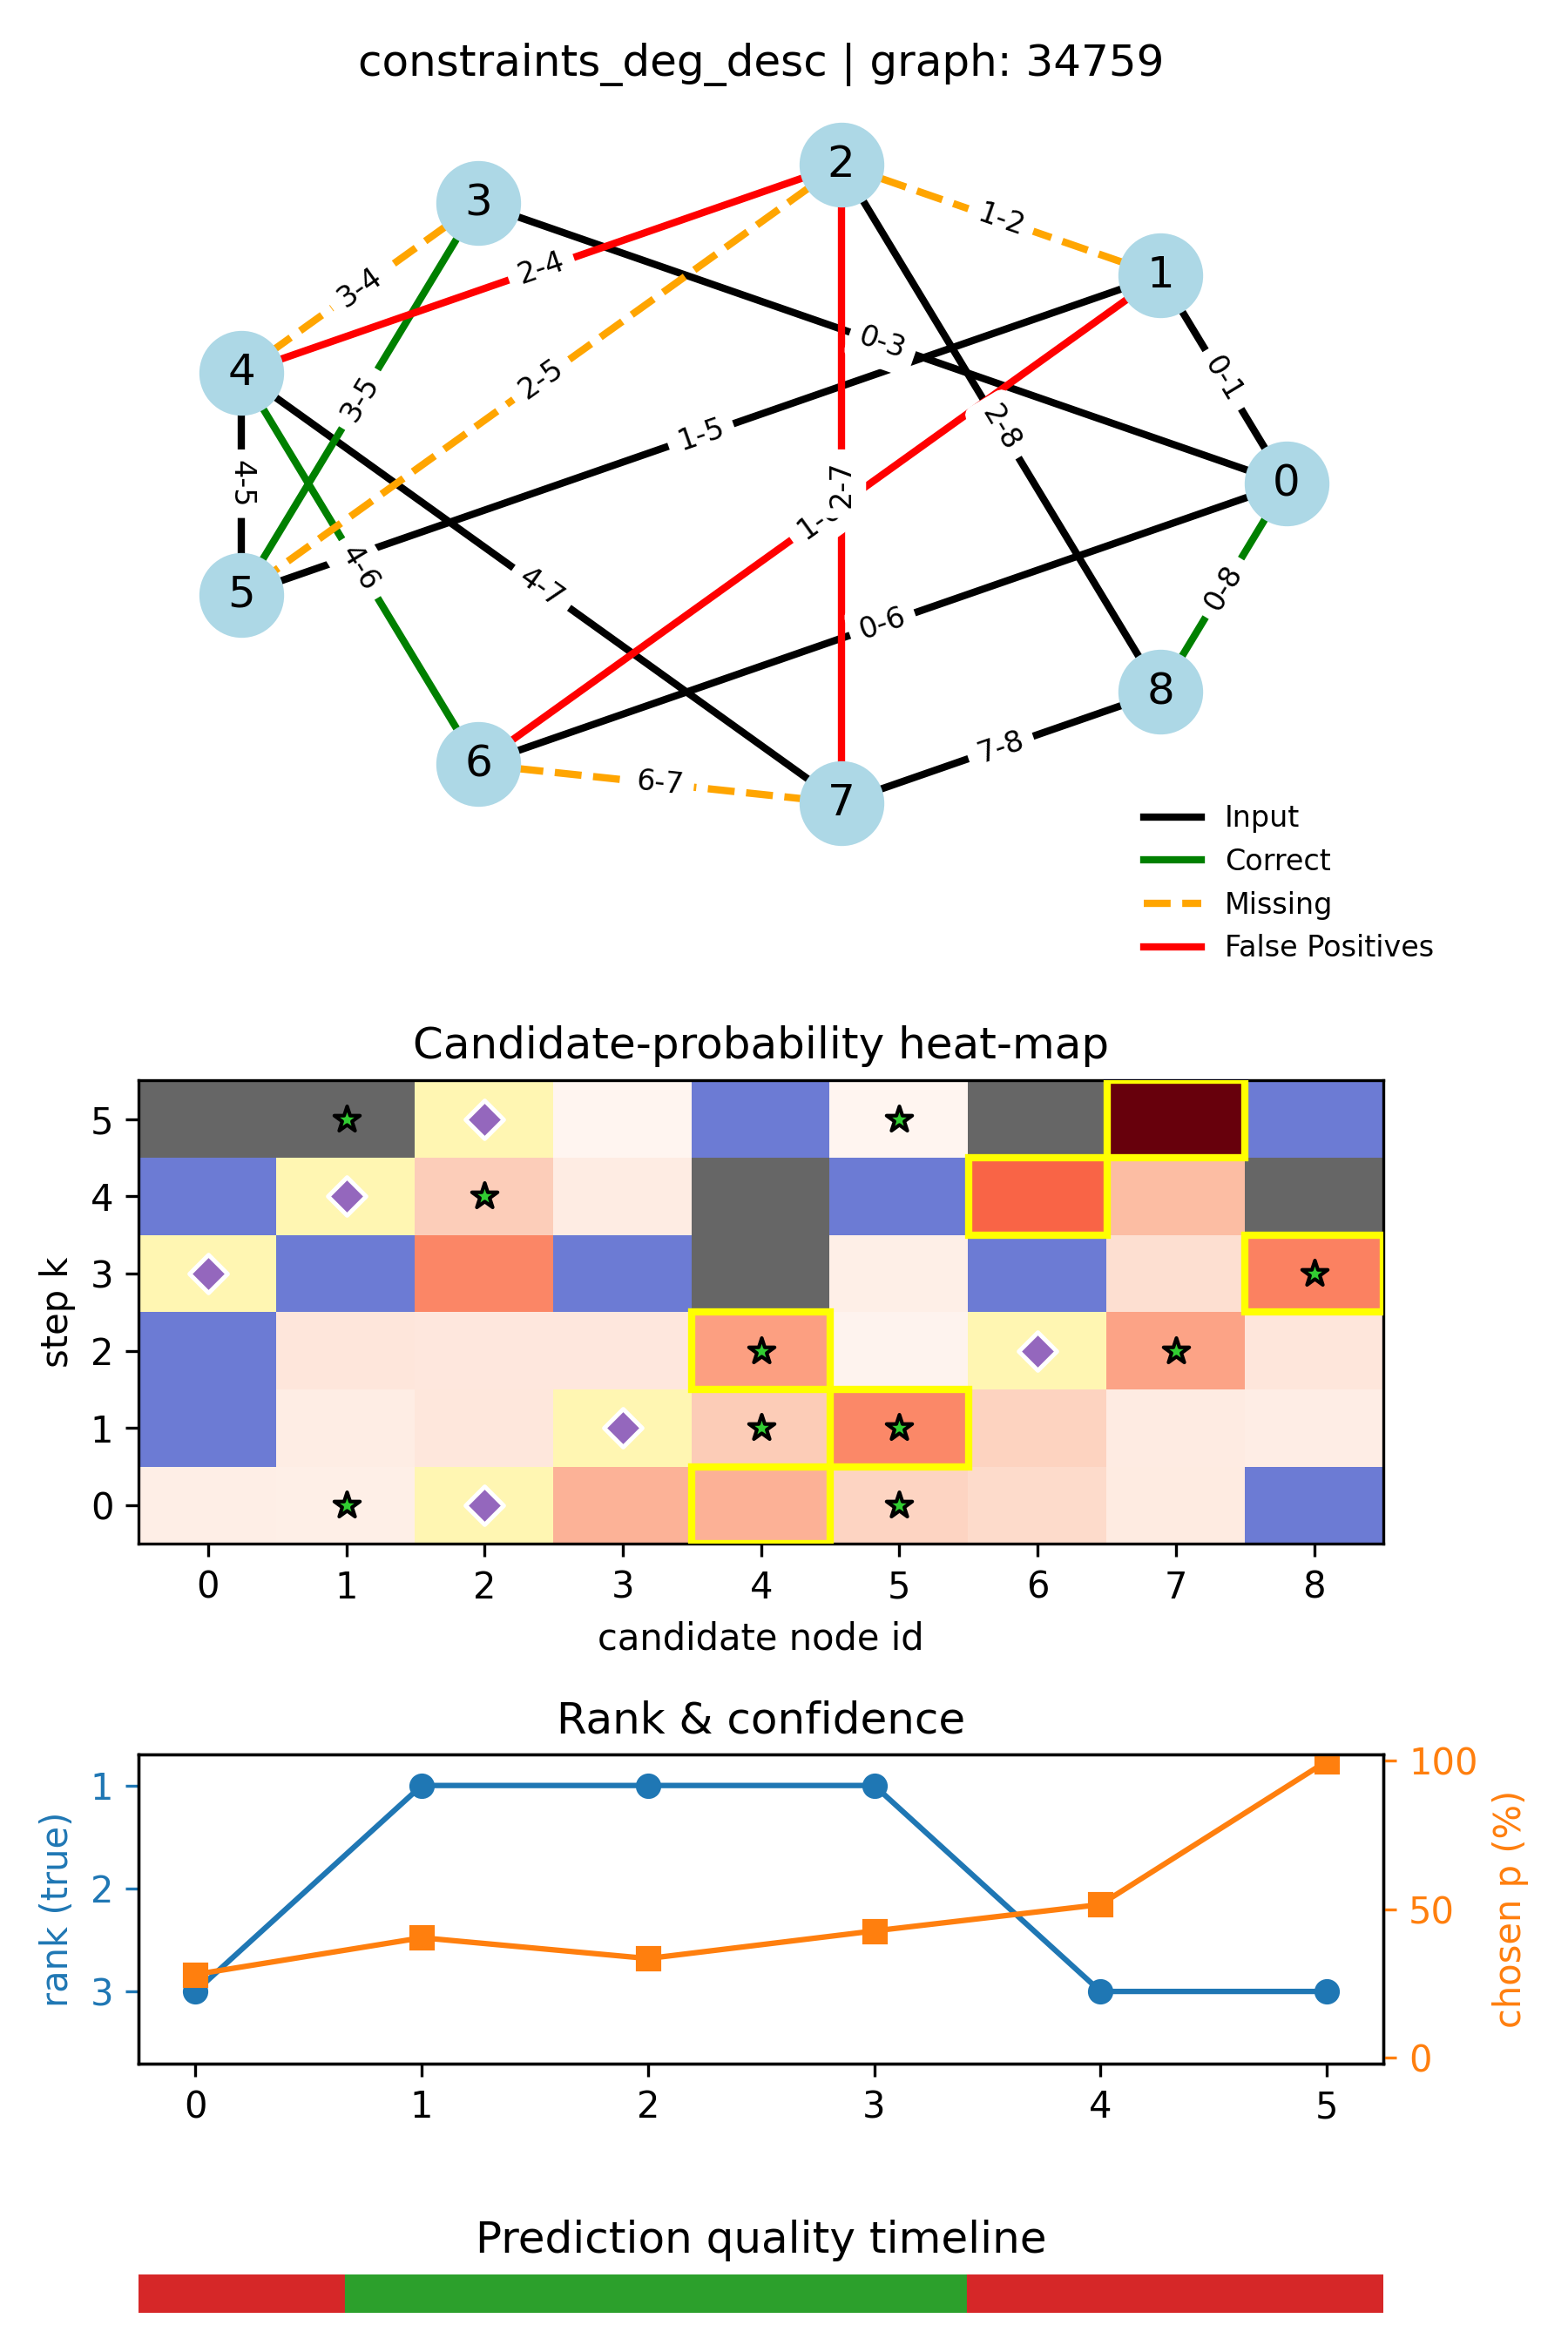 constraints_deg_desc | graph: 34759
2
3
1-2
1
2-4
3-4
0-3
0-1
4
2-5
3-5
2-8
1-5
4-5
0
2-7
1-
4-6
4-7
0-8
5
0-6
8
7-8
6
6-7
7
Input
Correct
Missing
False Positives
Candidate-probability heat-map
5
4
3
2
1
0
step k
0 1 2 3 4 5 6 7 8
candidate node id
Rank & confidence
1
2
3
rank (true)
100
50
0
chosen p (%)
0 1 2 3 4 5
Prediction quality timeline